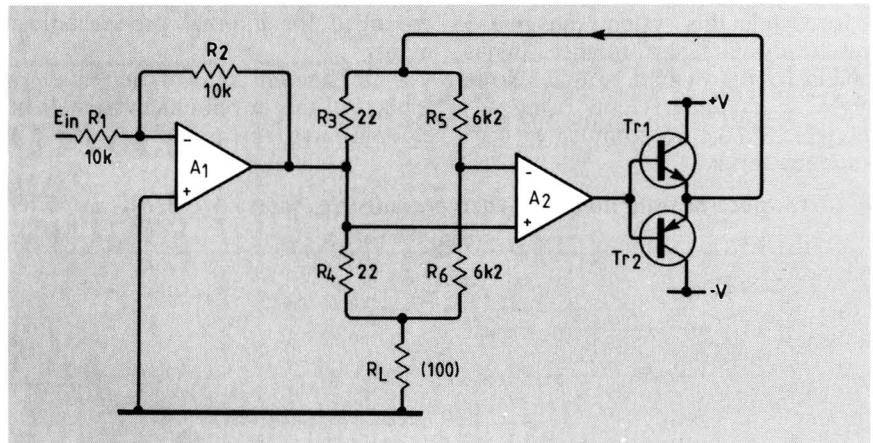 R2
10k
Ein R1
10k
A1
-
+
R3 22
R5 6k2
R4 22
R6 6k2
A2
-
+
Tr1
Tr2
+V
-V
RL (100)